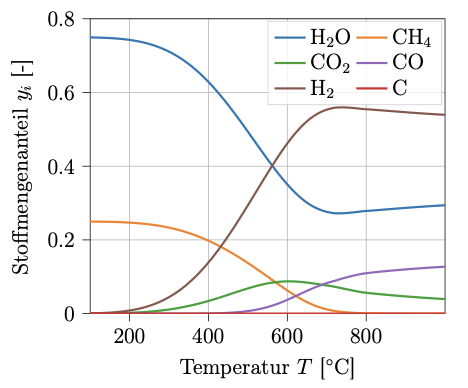 0.8
0.6
0.4
0.2
0
200 400 600 800
Stoffmengenanteil yᵢ [-]
Temperatur T [°C]
H₂O CH₄
CO₂ CO
H₂ C